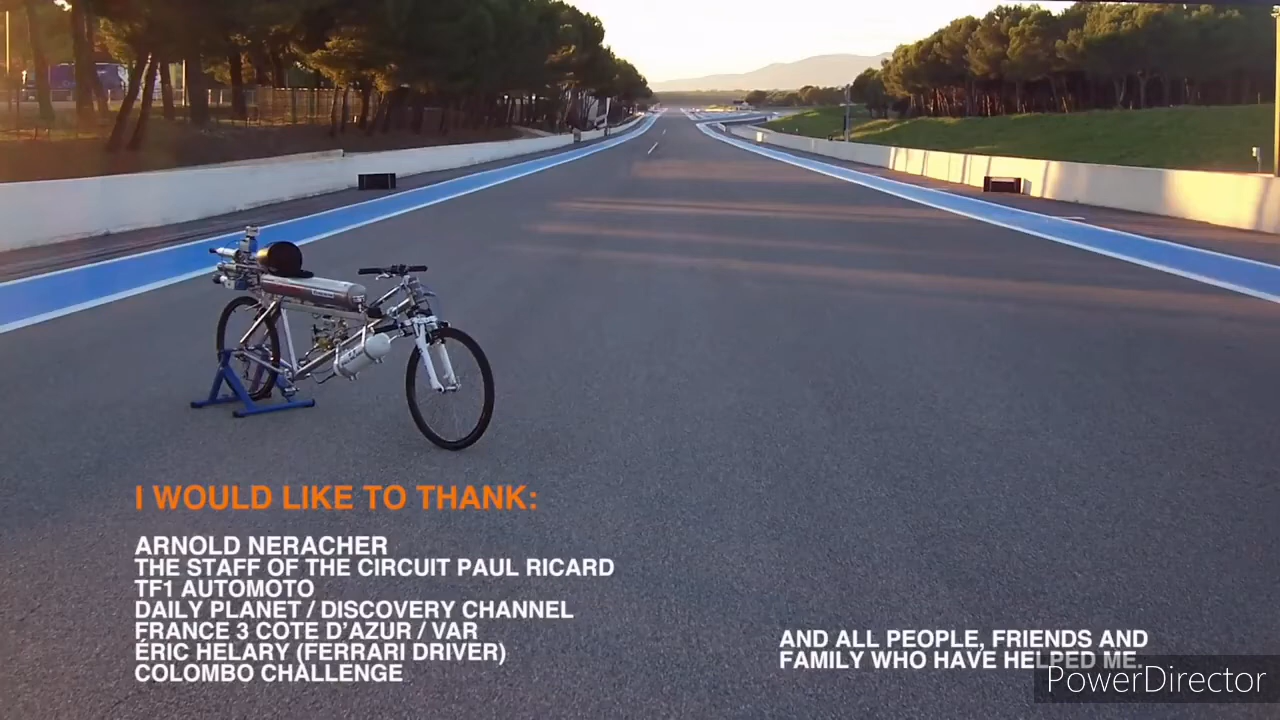 I WOULD LIKE TO THANK:
ARNOLD NERACHER
THE STAFF OF THE CIRCUIT PAUL RICARD
TF1 AUTOMOTO
DAILY PLANET / DISCOVERY CHANNEL
FRANCE 3 COTE D'AZUR / VAR
ÉRIC HELARY (FERRARI DRIVER)
COLOMBO CHALLENGE
AND ALL PEOPLE, FRIENDS AND
FAMILY WHO HAVE HELPED ME.
PowerDirector